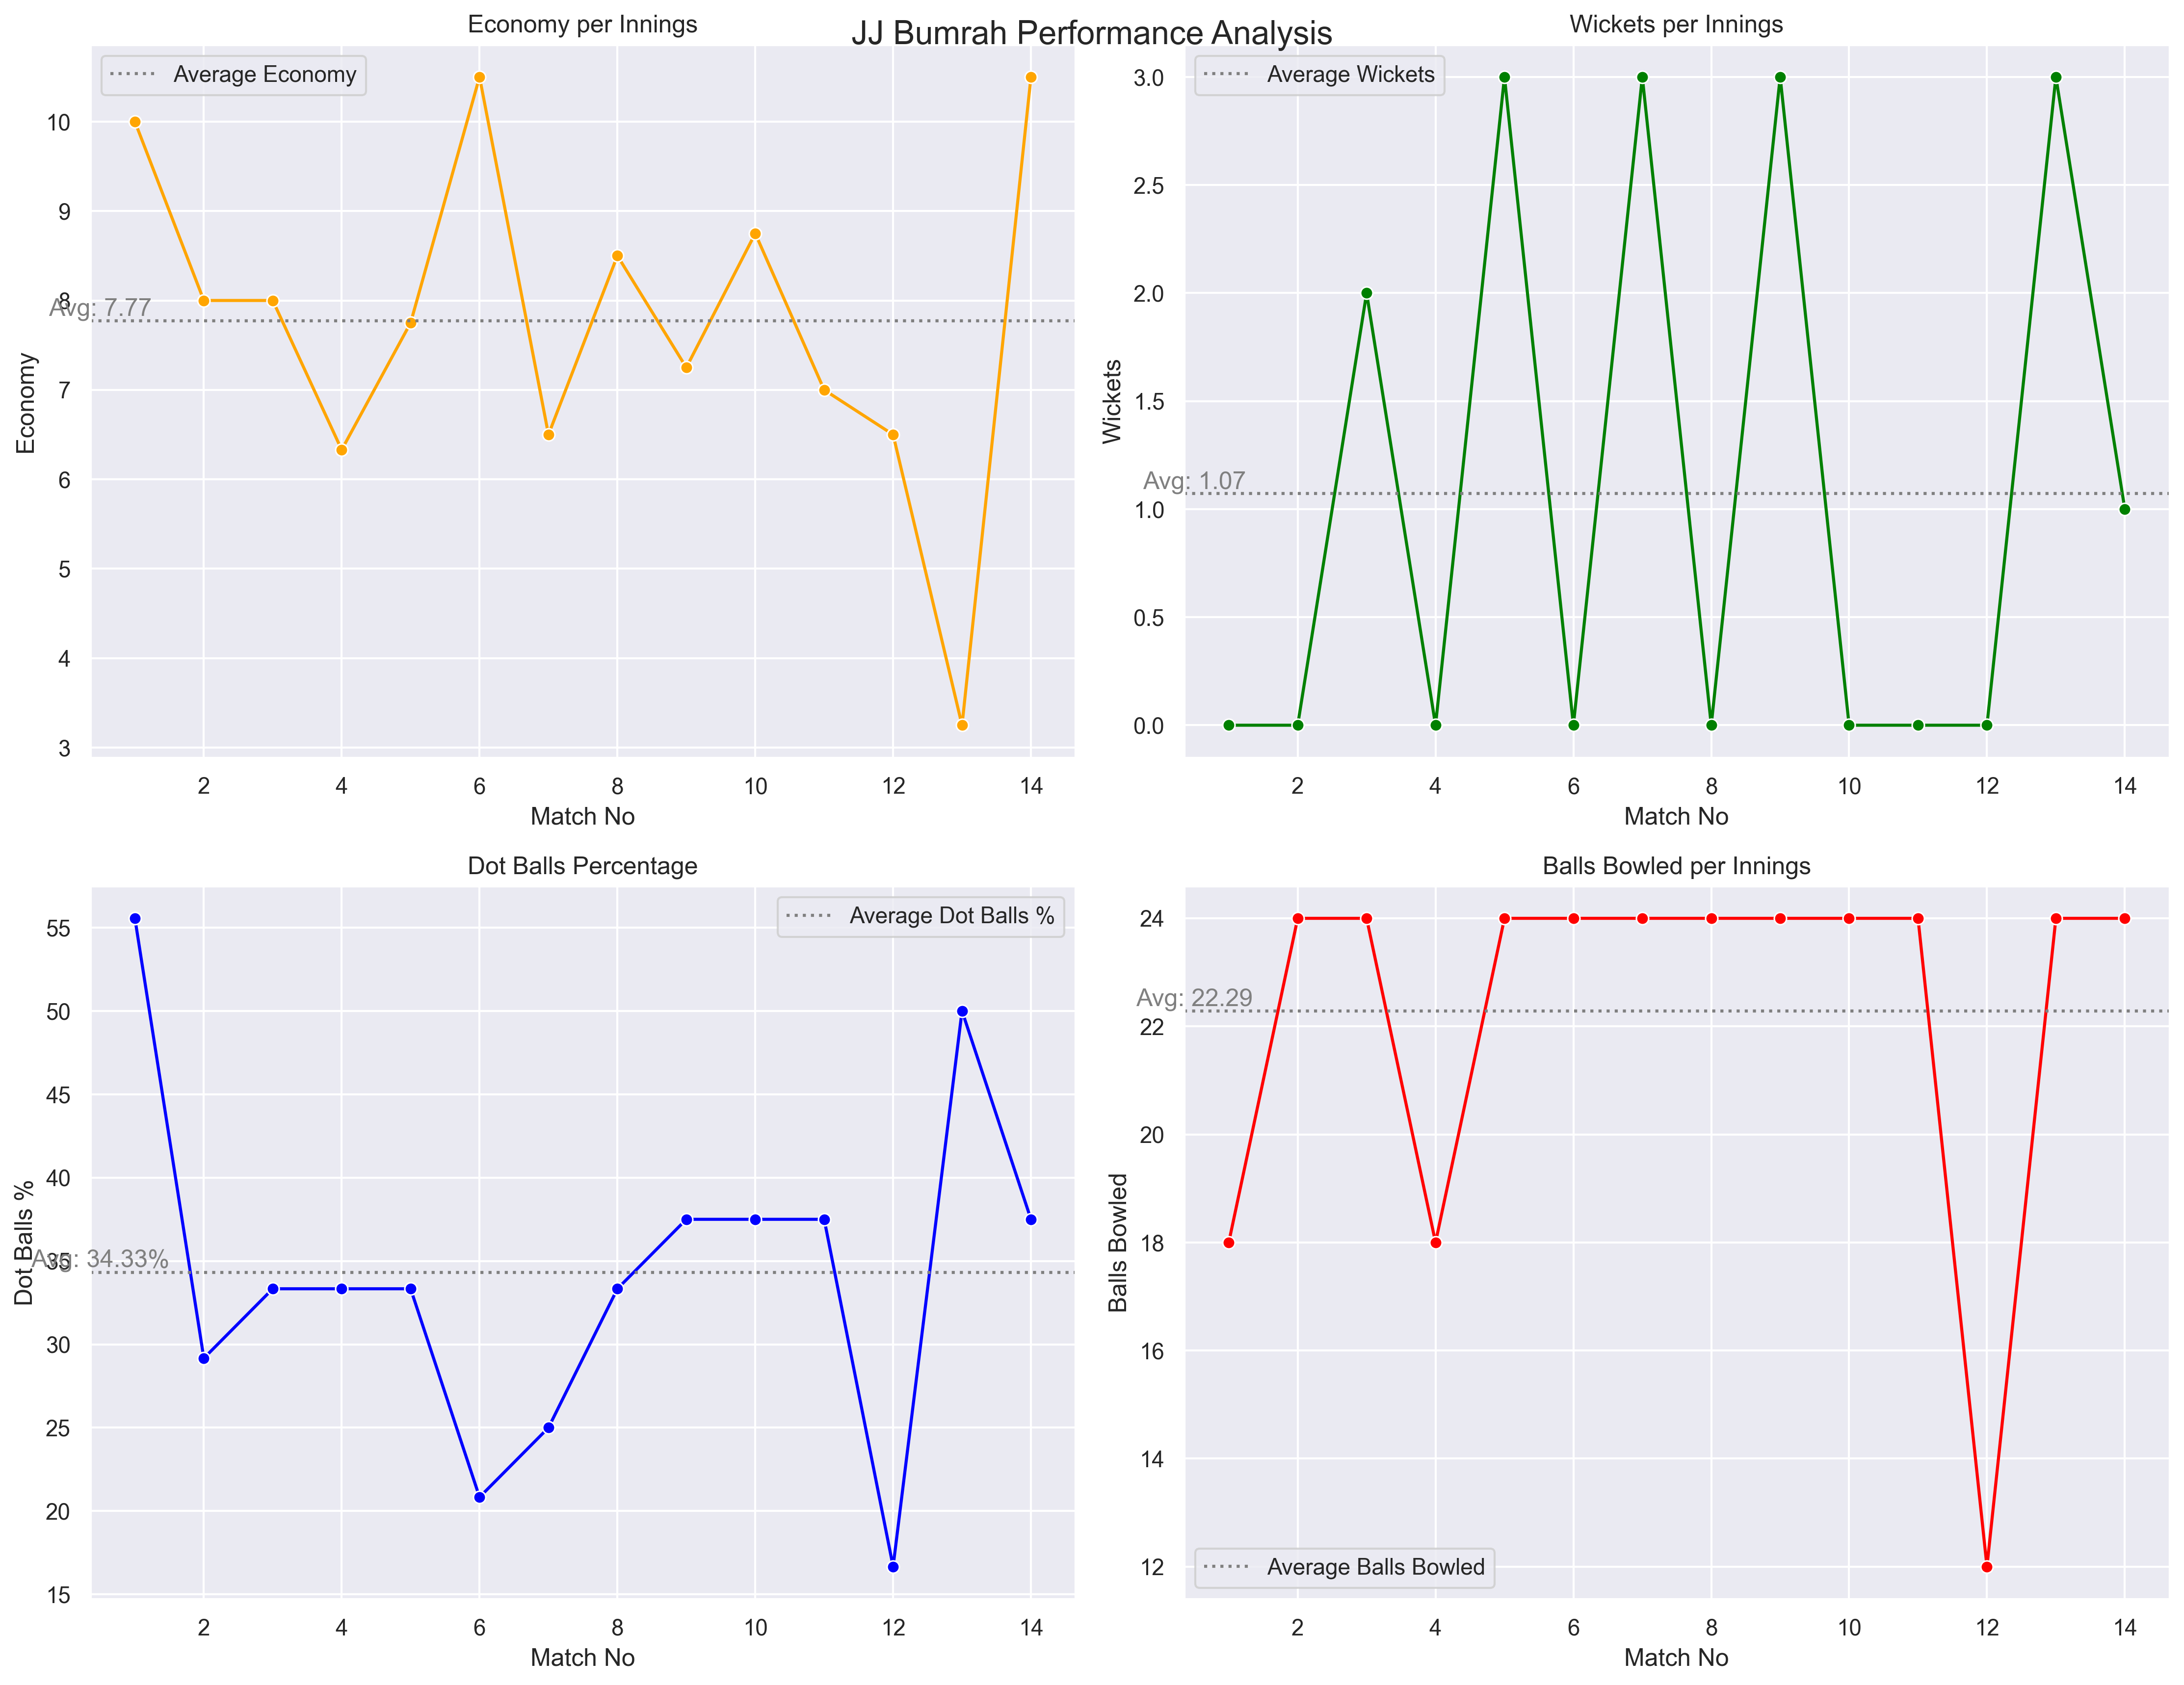 JJ Bumrah Performance Analysis
Economy per Innings
Average Economy
10
9
8
7
6
5
4
3
Avg: 7.77
Economy
2 4 6 8 10 12 14
Match No
Wickets per Innings
Average Wickets
3.0
2.5
2.0
1.5
1.0
0.5
0.0
Avg: 1.07
Wickets
2 4 6 8 10 12 14
Match No
Dot Balls Percentage
Average Dot Balls %
55
50
45
40
35
30
25
20
15
Avg: 34.33%
Dot Balls %
2 4 6 8 10 12 14
Match No
Balls Bowled per Innings
24
22
20
18
16
14
12
Avg: 22.29
Balls Bowled
Average Balls Bowled
2 4 6 8 10 12 14
Match No